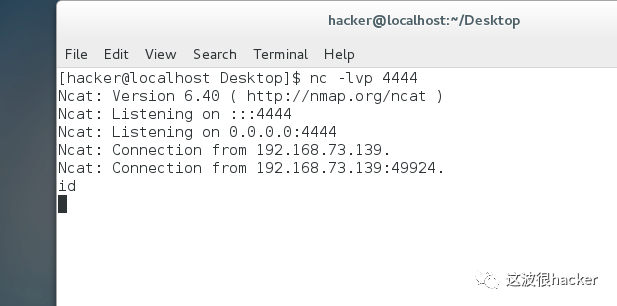 hacker@localhost:~/Desktop
File Edit View Search Terminal Help
[hacker@localhost Desktop]$ nc -lvp 4444
Ncat: Version 6.40 ( http://nmap.org/ncat )
Ncat: Listening on :::4444
Ncat: Listening on 0.0.0.0:4444
Ncat: Connection from 192.168.73.139.
Ncat: Connection from 192.168.73.139:49924.
id
这波很hacker